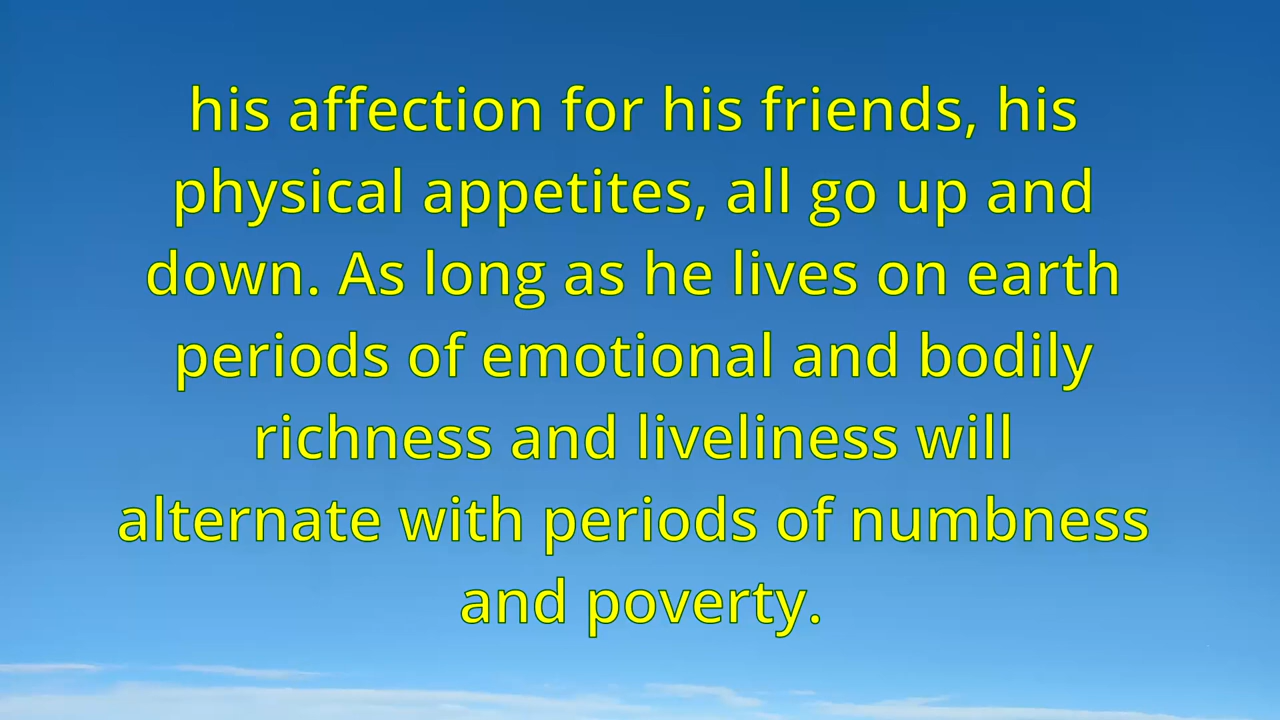 his affection for his friends, his
physical appetites, all go up and
down. As long as he lives on earth
periods of emotional and bodily
richness and liveliness will
alternate with periods of numbness
and poverty.